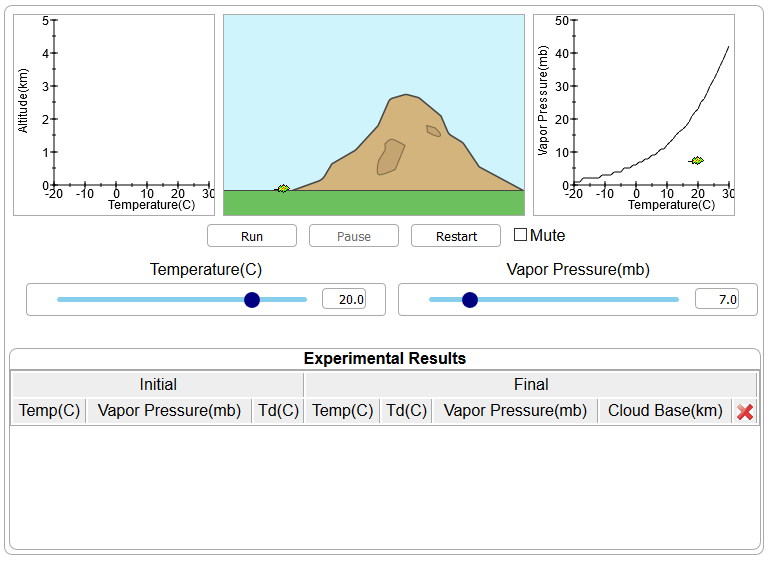 Altitude(km)
5
4
3
2
1
0
-20 -10 0 10 20 30
Temperature(C)
Vapor Pressure(mb)
50
40
30
20
10
0
-20 -10 0 10 20 30
Temperature(C)
Run Pause Restart Mute
Temperature(C) Vapor Pressure(mb)
20.0 7.0
Experimental Results
Initial Final
Temp(C) Vapor Pressure(mb) Td(C) Temp(C) Td(C) Vapor Pressure(mb) Cloud Base(km)